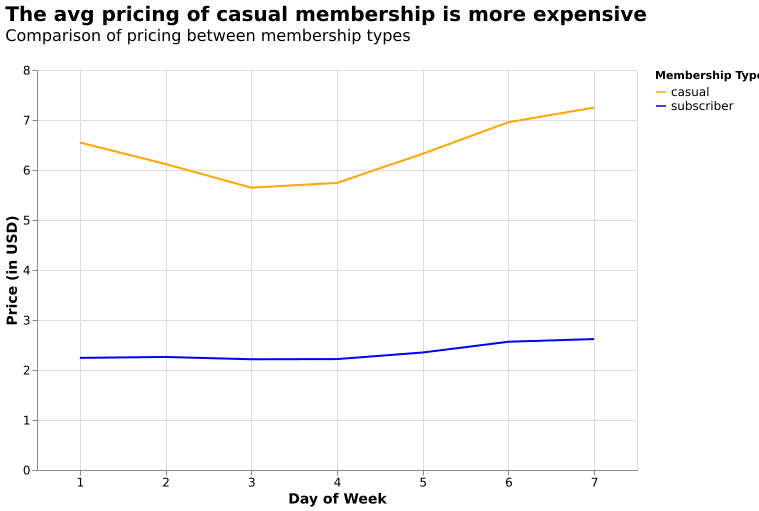 The avg pricing of casual membership is more expensive
Comparison of pricing between membership types
Membership Type
casual
subscriber
8
7
6
5
4
3
2
1
0
Price (in USD)
1 2 3 4 5 6 7
Day of Week